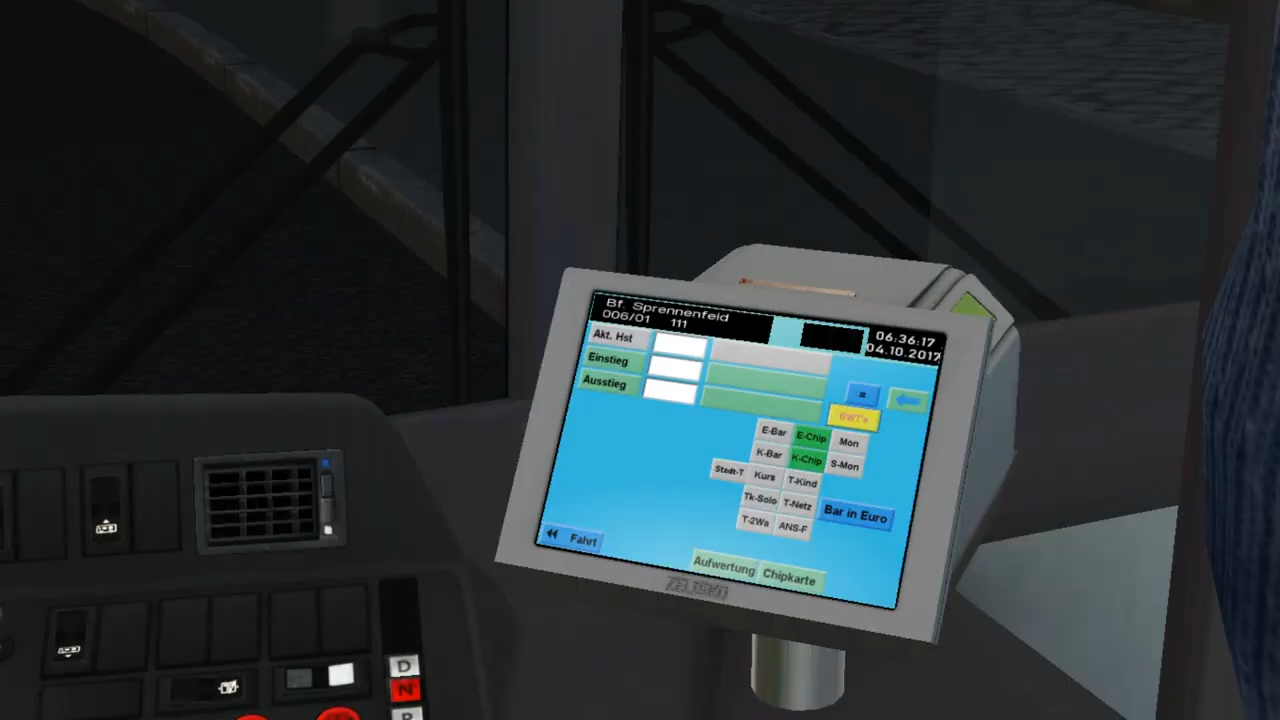 Bf. Sprennenfeld
006/01 111
06:36:17
04.10.2017
Akt. Hst
Einstieg
Ausstieg
=
BWT's
E-Bar E-Chip Mon
K-Bar K-Chip S-Mon
Stadt-T Kurs T-Kind
Tk-Solo T-Netz Bar in Euro
T-2Wa ANS-F
Fahrt
Aufwertung Chipkarte
D
N
R